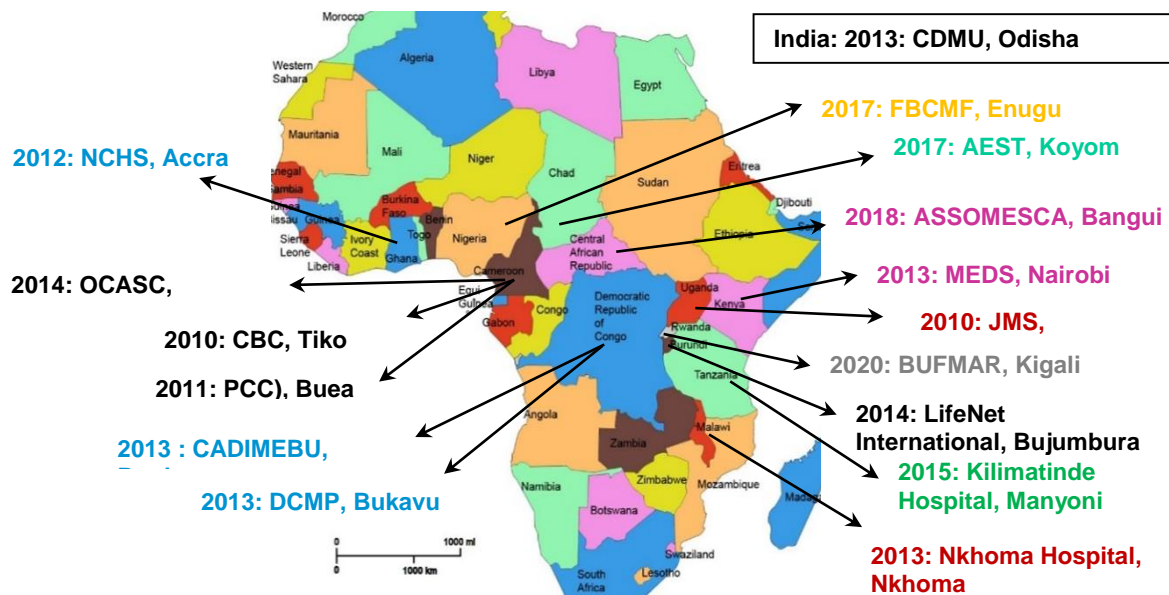 Morocco
India: 2013: CDMU, Odisha
Algeria
Western
Sahara
Libya
Egypt
2017: FBCMF, Enugu
Mauritania
2012: NCHS, Accra
Mali
Niger
2017: AEST, Koyom
Chad
Sudan
Eritrea
enegal
Gambia
Guinea
issau
Guinea
Burkina
Faso
Benin
Djibouti
2018: ASSOMESCA, Bangui
Sierra
Leone
Ivory
Coast
Togo
Nigeria
Ghana
Liberia
Central
African
Republic
Ethiopia
Cameroon
2014: OCASC,
Equi
Gulnea
Uganda
Kenya
2013: MEDS, Nairobi
Democratic
Republic
of
Congo
Congo
Gabon
2010: JMS,
2010: CBC, Tiko
Rwanda
Burundi
2020: BUFMAR, Kigali
2011: PCC), Buea
Tanzania
2014: LifeNet
International, Bujumbura
Angola
Zambia
Malawi
2013 : CADIMEBU,
2015: Kilimatinde
Hospital, Manyoni
2013: DCMP, Bukavu
Namibia
Zimbabwe
Mozambique
Madag
Botswana
0 1000 ml
0 1000 km
Swaziland
2013: Nkhoma Hospital,
Nkhoma
South
Africa
Lesotho